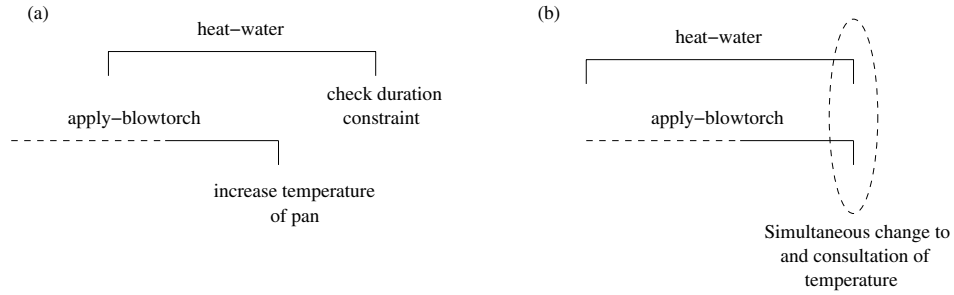 (a)
heat−water
check duration
constraint
apply−blowtorch
increase temperature
of pan
(b)
heat−water
apply−blowtorch
Simultaneous change to
and consultation of
temperature